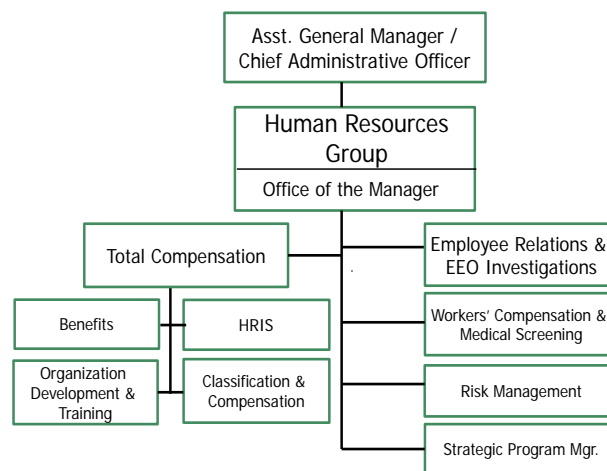 Asst. General Manager /
Chief Administrative Officer
Human Resources
Group
Office of the Manager
Total Compensation
Employee Relations &
EEO Investigations
Benefits
HRIS
Workers' Compensation &
Medical Screening
Organization
Development &
Training
Classification &
Compensation
Risk Management
Strategic Program Mgr.